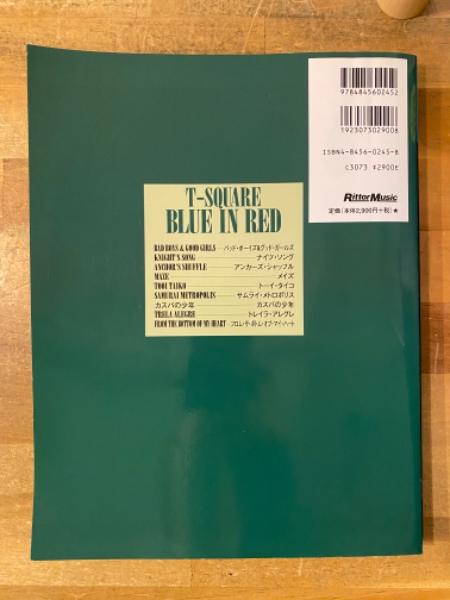 9784845602452
1923073029008
ISBN4-8456-0245-8
C3073 ¥2900E
RittorMusic
定価(本体2,900円+税)★
T-SQUARE
BLUE IN RED
BAD BOYS & GOOD GIRLS バッド・ボーイズ&グッド・ガールズ
KNIGHT'S SONG ナイツ・ソング
ANCHOR'S SHUFFLE アンカーズ・シャッフル
MAZE メイズ
TOOI TAIKO トーイ・タイコ
SAMURAI METROPOLIS サムライ・メトロポリス
カスバの少年 カスバの少年
TRELA ALEGRE トレイラ・アレグレ
FROM THE BOTTOM OF MY HEART フロム・ザ・ボトム・オブ・マイ・ハート